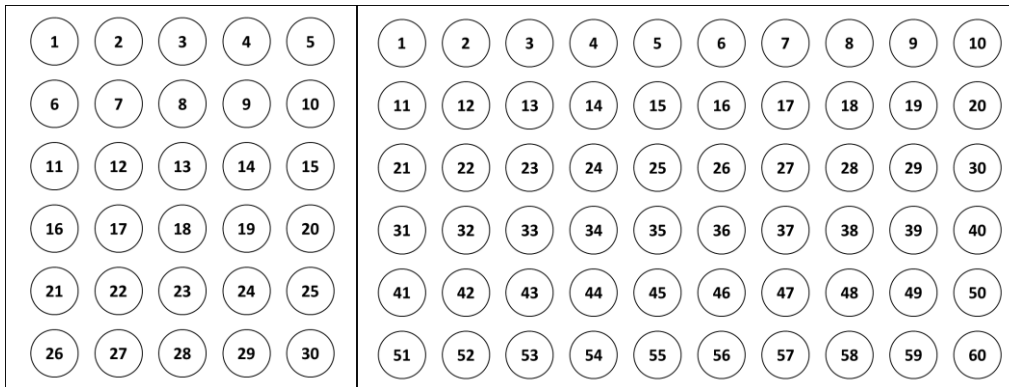 1 2 3 4 5
6 7 8 9 10
11 12 13 14 15
16 17 18 19 20
21 22 23 24 25
26 27 28 29 30
1 2 3 4 5 6 7 8 9 10
11 12 13 14 15 16 17 18 19 20
21 22 23 24 25 26 27 28 29 30
31 32 33 34 35 36 37 38 39 40
41 42 43 44 45 46 47 48 49 50
51 52 53 54 55 56 57 58 59 60